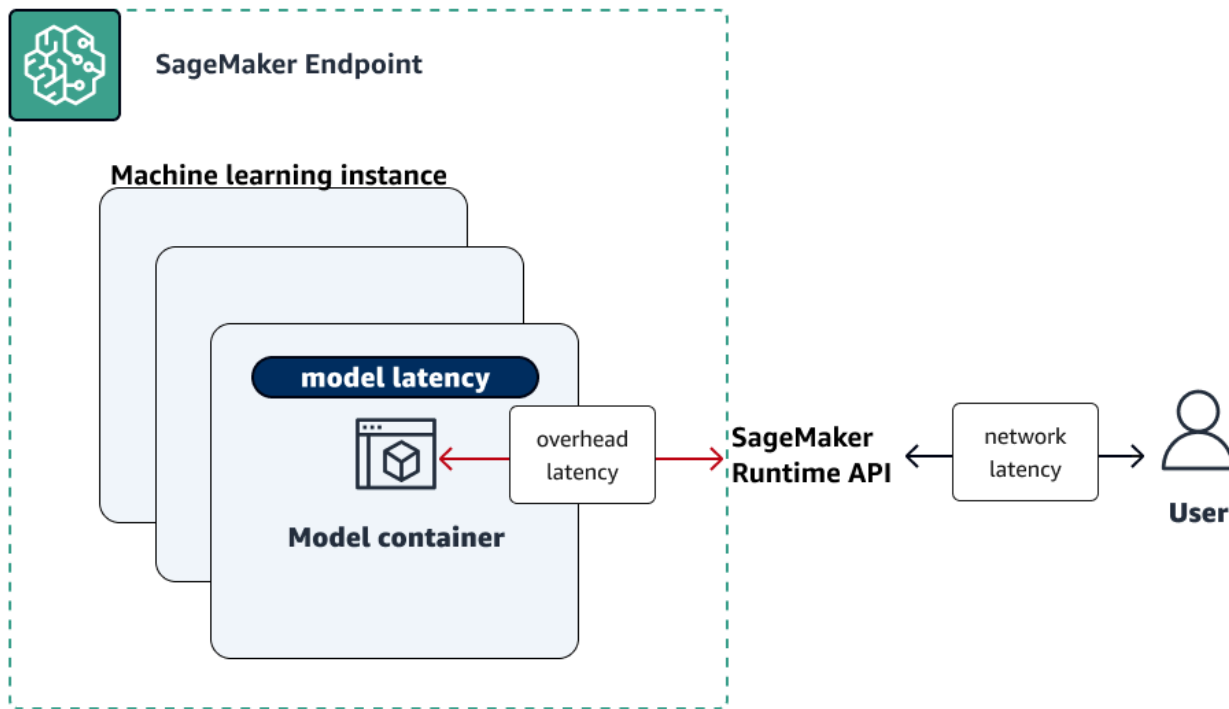 SageMaker Endpoint
Machine learning instance
model latency
overhead
latency
Model container
SageMaker
Runtime API
network
latency
User